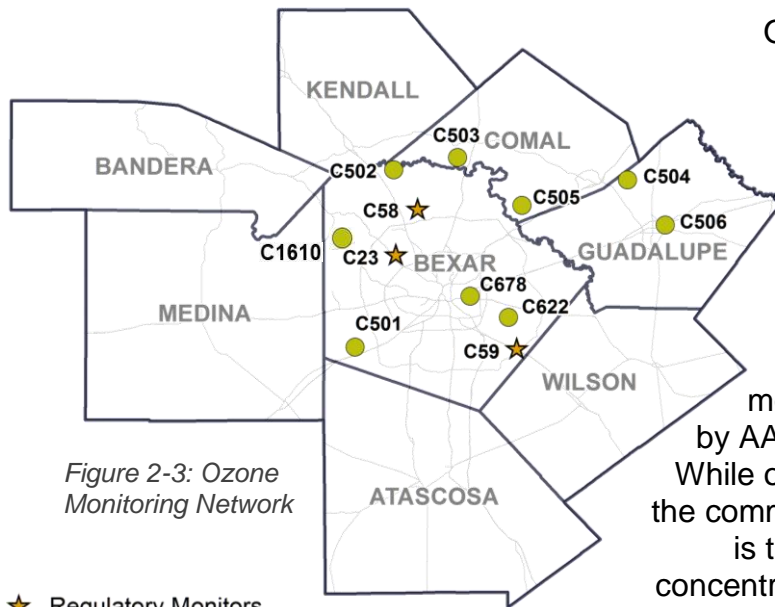 KENDALL
COMAL
BANDERA
C503
C502
C504
C505
C58
C506
C1610
C23
BEXAR
GUADALUPE
MEDINA
C678
C622
C501
C59
WILSON
by AA
Figure 2-3: Ozone
Monitoring Network
While
ATASCOSA
the comm
is t
concentr
Regulatory Monitors